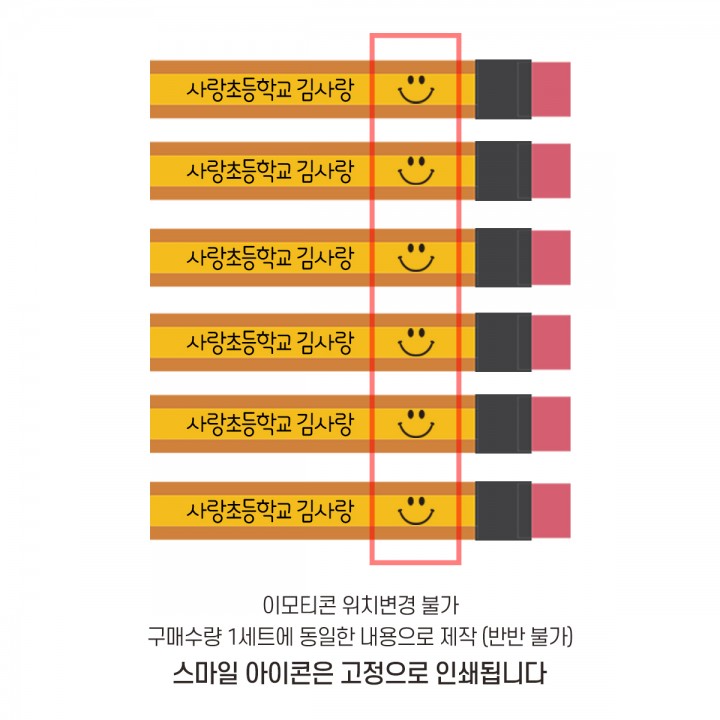 사랑초등학교 김사랑
사랑초등학교 김사랑
사랑초등학교 김사랑
사랑초등학교 김사랑
사랑초등학교 김사랑
사랑초등학교 김사랑
이모티콘 위치변경 불가
구매수량 1세트에 동일한 내용으로 제작 (반반 불가)
스마일 아이콘은 고정으로 인쇄됩니다